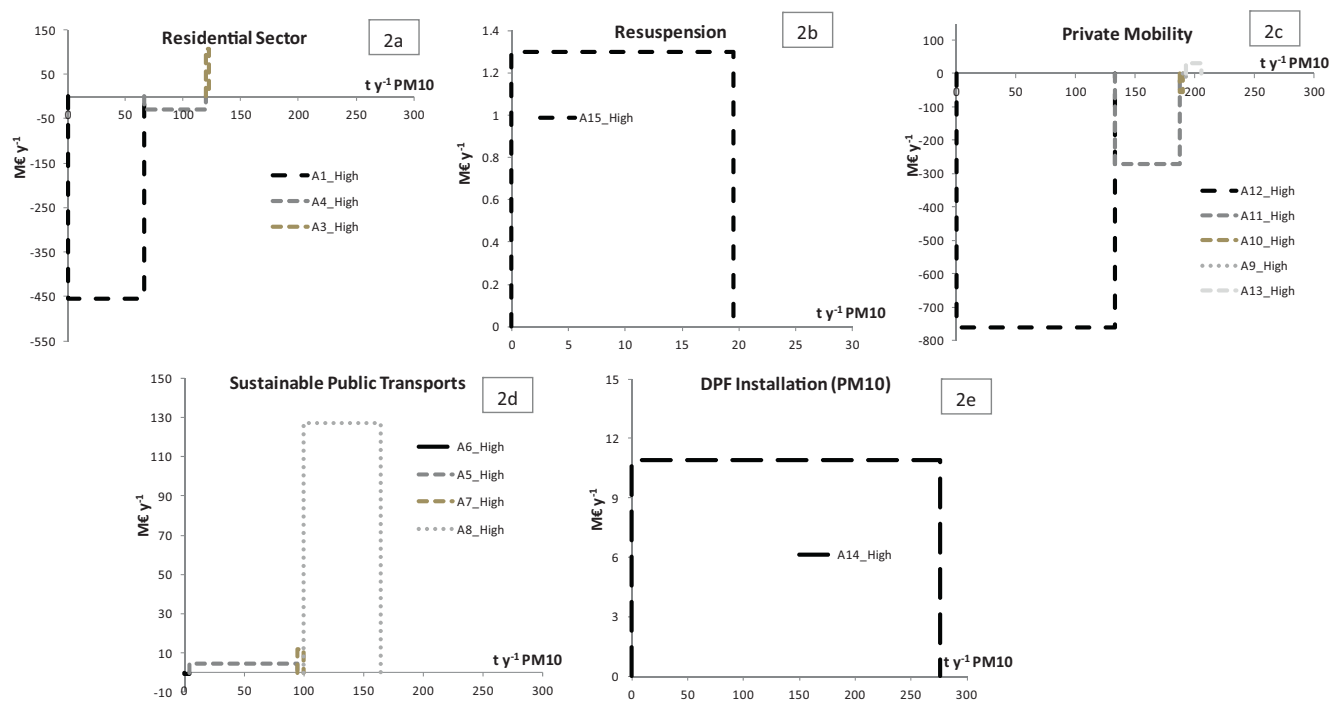 Residential Sector
2a
150
50
-50
-150
-250
-350
-450
-550
0
50
100
150
200
250
300
t y-1 PM10
M€ y-1
A1_High
A4_High
A3_High
Resuspension
2b
1.4
1.2
1
0.8
0.6
0.4
0.2
0
0
5
10
15
20
30
t y-1 PM10
M€ y-1
A15_High
Private Mobility
2c
100
0
-100
-200
-300
-400
-500
-600
-700
-800
0
50
100
150
200
250
300
t y-1 PM10
M€ y-1
A12_High
A11_High
A10_High
A9_High
A13_High
Sustainable Public Transports
2d
150
130
110
90
70
50
30
10
-10
0
50
100
150
200
250
300
t y-1 PM10
M€ y-1
A6_High
A5_High
A7_High
A8_High
DPF Installation (PM10)
2e
15
12
9
6
3
0
0
50
100
150
200
250
300
t y-1 PM10
M€ y-1
A14_High